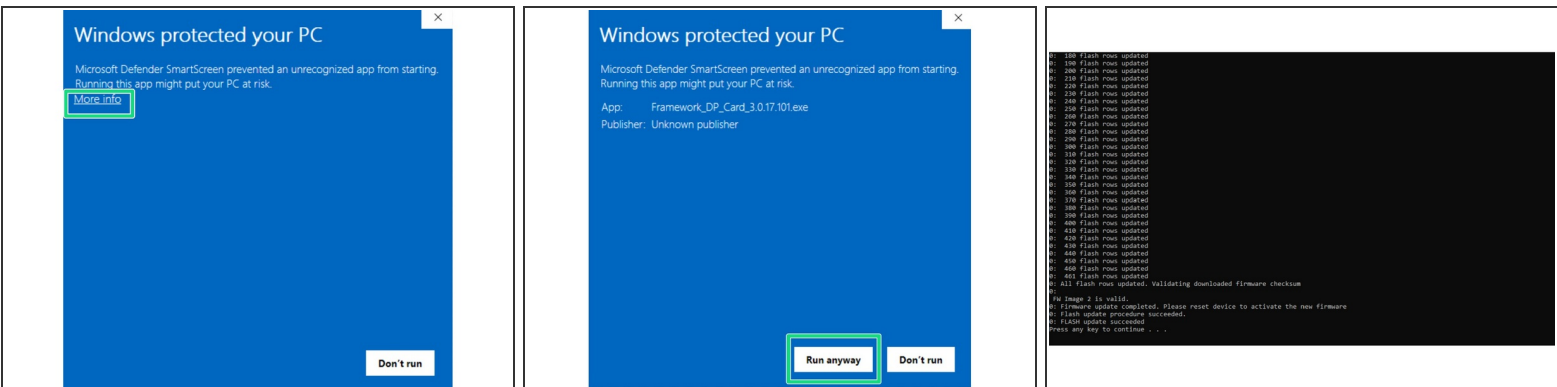 Windows protected your PC
Microsoft Defender SmartScreen prevented an unrecognized app from starting.
Running this app might put your PC at risk.
More info
Don't run
Windows protected your PC
Microsoft Defender SmartScreen prevented an unrecognized app from starting.
Running this app might put your PC at risk.
App: Framework_DP_Card_3.0.17.101.exe
Publisher: Unknown publisher
Run anyway Don't run
0: 180 flash rows updated
0: 190 flash rows updated
0: 200 flash rows updated
0: 210 flash rows updated
0: 220 flash rows updated
0: 230 flash rows updated
0: 240 flash rows updated
0: 250 flash rows updated
0: 260 flash rows updated
0: 270 flash rows updated
0: 280 flash rows updated
0: 290 flash rows updated
0: 300 flash rows updated
0: 310 flash rows updated
0: 320 flash rows updated
0: 330 flash rows updated
0: 340 flash rows updated
0: 350 flash rows updated
0: 360 flash rows updated
0: 370 flash rows updated
0: 380 flash rows updated
0: 390 flash rows updated
0: 400 flash rows updated
0: 410 flash rows updated
0: 420 flash rows updated
0: 430 flash rows updated
0: 440 flash rows updated
0: 450 flash rows updated
0: 460 flash rows updated
0: 461 flash rows updated
0: All flash rows updated. Validating downloaded firmware checksum
0:
FW Image 2 is valid.
0: Firmware update completed. Please reset device to activate the new firmware
0: Flash update procedure succeeded.
0: FLASH update succeeded
Press any key to continue . . .